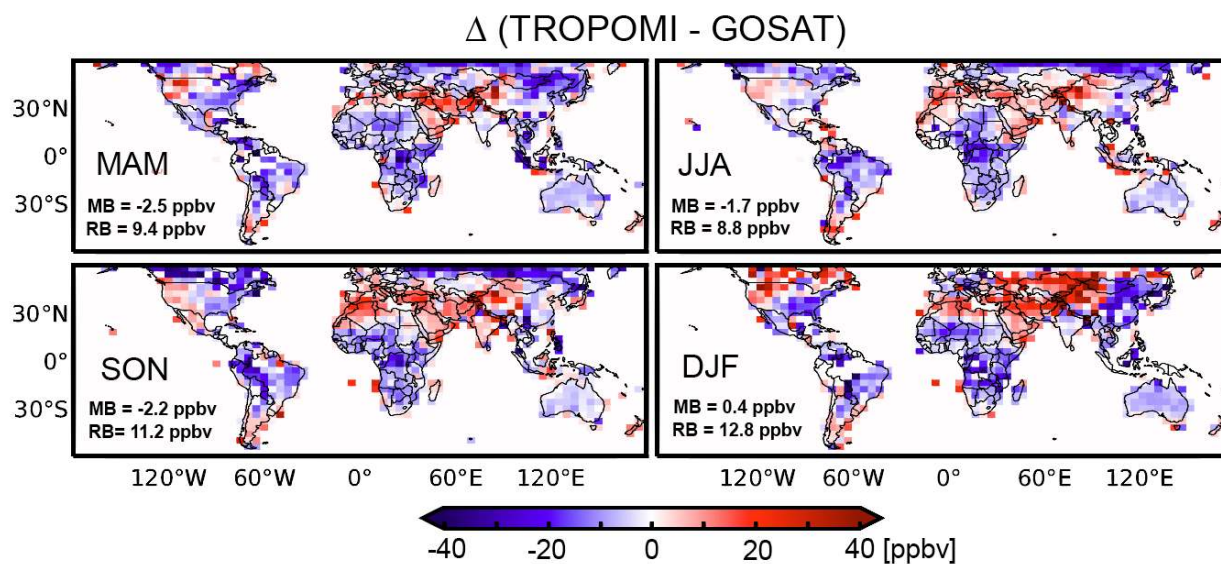 Δ (TROPOMI - GOSAT)
30°N
0°
30°S
MAM
MB = -2.5 ppbv
RB = 9.4 ppbv
JJA
MB = -1.7 ppbv
RB = 8.8 ppbv
30°N
0°
30°S
SON
MB = -2.2 ppbv
RB= 11.2 ppbv
DJF
MB = 0.4 ppbv
RB = 12.8 ppbv
120°W 60°W 0° 60°E 120°E 120°W 60°W 0° 60°E 120°E
-40 -20 0 20 40 [ppbv]